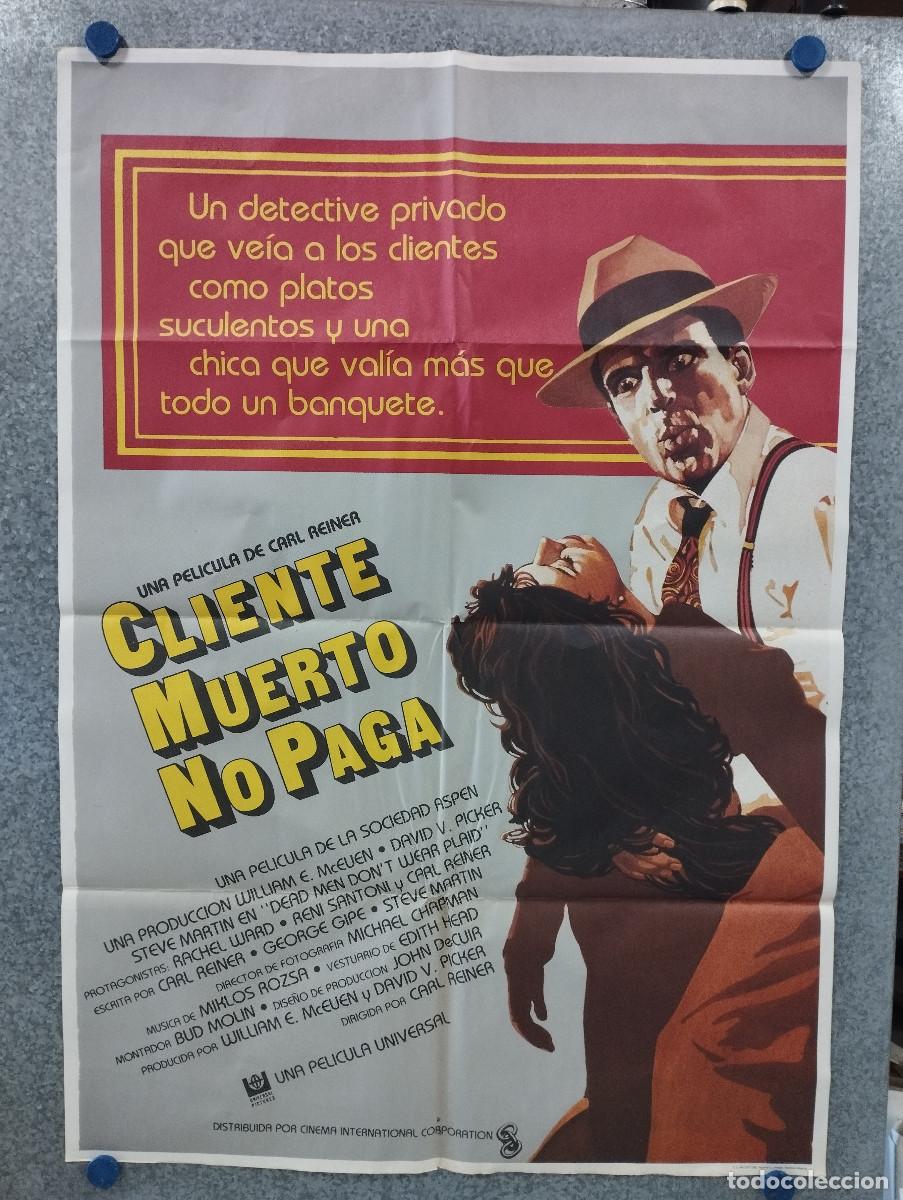 Un detective privado
que veía a los clientes
como platos
suculentos y una
chica que valía más que
todo un banquete.
UNA PELICULA DE CARL REINER
CLIENTE
MUERTO
NO PAGA
UNA PELICULA DE LA SOCIEDAD ASPEN
UNA PRODUCCION WILLIAM E. McEUEN • DAVID V. PICKER
STEVE MARTIN EN "DEAD MEN DON'T WEAR PLAID"
PROTAGONISTAS: RACHEL WARD • RENI SANTONI y CARL REINER
ESCRITA POR CARL REINER • GEORGE GIPE • STEVE MARTIN
DIRECTOR DE FOTOGRAFIA MICHAEL CHAPMAN
MUSICA DE MIKLOS ROZSA • VESTUARIO DE EDITH HEAD
MONTADOR BUD MOLIN • DISEÑO DE PRODUCCION JOHN DeCUIR
PRODUCIDA POR WILLIAM E. McEUEN y DAVID V. PICKER
DIRIGIDA POR CARL REINER
UNIVERSAL
PICTURES
UNA PELICULA UNIVERSAL
DISTRIBUIDA POR CINEMA INTERNATIONAL CORPORATION
todocoleccion